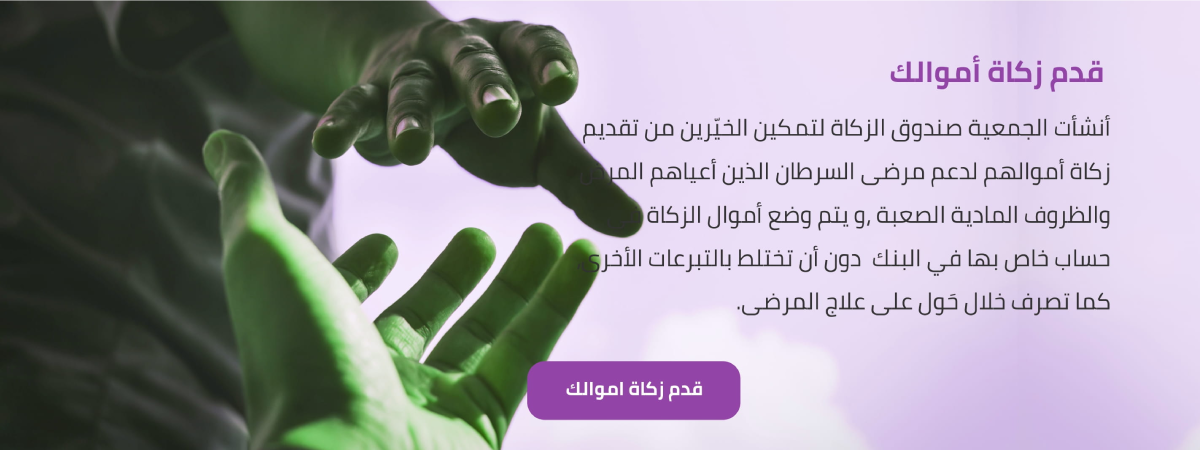 قدم زكاة أموالك
أنشأت الجمعية صندوق الزكاة لتمكين الخيّرين من تقديم
زكاة أموالهم لدعم مرضى السرطان الذين أعياهم المرض
والظروف المادية الصعبة ,و يتم وضع أموال الزكاة
حساب خاص بها في البنك دون أن تختلط بالتبرعات الأخرى
كما تصرف خلال حَول على علاج المرضى.
قدم زكاة اموالك